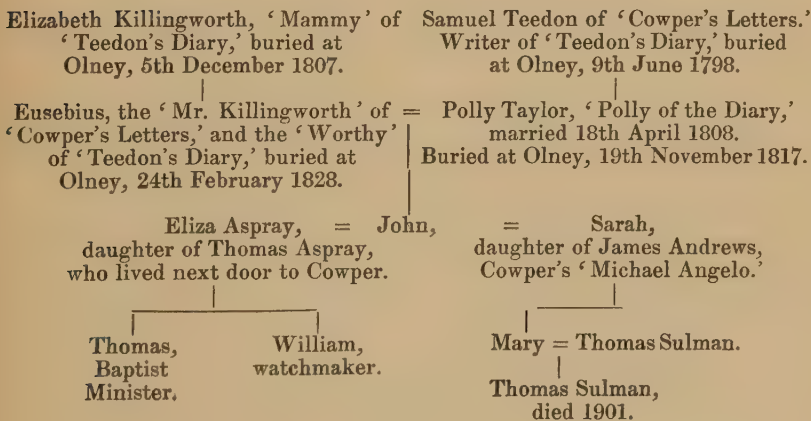 Elizabeth Killingworth, ‘Mammy’ of
‘Teedon's Diary,’ buried at
Olney, 5th December 1807.
Samuel Teedon of ‘Cowper's Letters.’
Writer of ‘Teedon's Diary,’ buried
at Olney, 9th June 1798.
Eusebius, the ‘Mr. Killingworth’ of =
‘Cowper's Letters,’ and the ‘Worthy’
of ‘Teedon's Diary,’ buried at
Olney, 24th February 1828.
Polly Taylor, ‘Polly of the Diary,’
married 18th April 1808.
Buried at Olney, 19th November 1817.
Eliza Aspray, = John, = Sarah,
daughter of Thomas Aspray,
who lived next door to Cowper.
daughter of James Andrews,
Cowper's ‘Michael Angelo.’
Thomas,
Baptist
Minister.
William,
watchmaker.
Mary = Thomas Sulman.
Thomas Sulman,
died 1901.